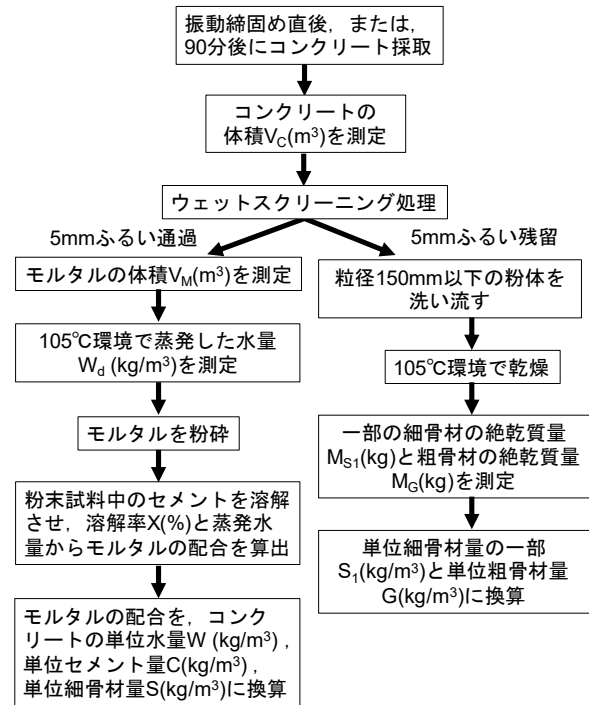 振動締固め直後,または,
90分後にコンクリート採取
コンクリートの
体積V_C(m³)を測定
ウェットスクリーニング処理
5mmふるい通過
5mmふるい残留
モルタルの体積V_M(m³)を測定
105℃環境で蒸発した水量
W_d (kg/m³)を測定
モルタルを粉砕
粉末試料中のセメントを溶解
させ,溶解率X(%)と蒸発水
量からモルタルの配合を算出
モルタルの配合を,コンク
リートの単位水量W (kg/m³) ,
単位セメント量C(kg/m³) ,
単位細骨材量S(kg/m³)に換算
粒径150mm以下の粉体を
洗い流す
105℃環境で乾燥
一部の細骨材の絶乾質量
M_S1(kg)と粗骨材の絶乾質量
M_G(kg)を測定
単位細骨材量の一部
S_1(kg/m³)と単位粗骨材量
G(kg/m³)に換算